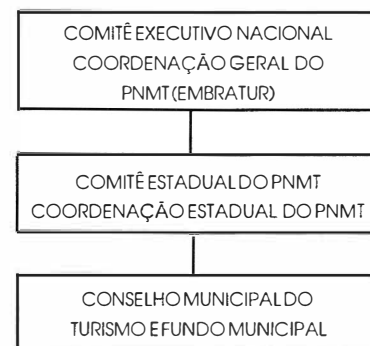 COMITÊ EXECUTIVO NACIONAL
COORDENAÇÃO GERAL DO
PNMT (EMBRATUR)
COMITÊ ESTADUAL DO PNMT
COORDENAÇÃO ESTADUAL DO PNMT
CONSELHO MUNICIPAL DO
TURISMO E FUNDO MUNICIPAL